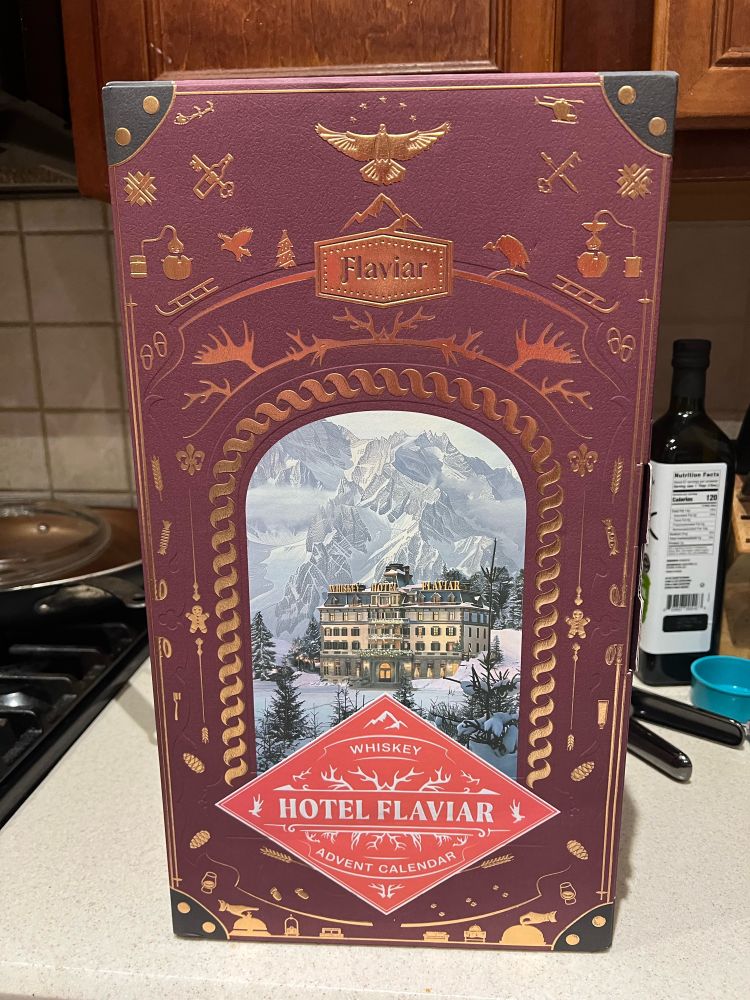 Flaviar
WHISKEY HOTEL FLAVIAR
WHISKEY
HOTEL FLAVIAR
ADVENT CALENDAR
Nutrition Facts
Calories 120